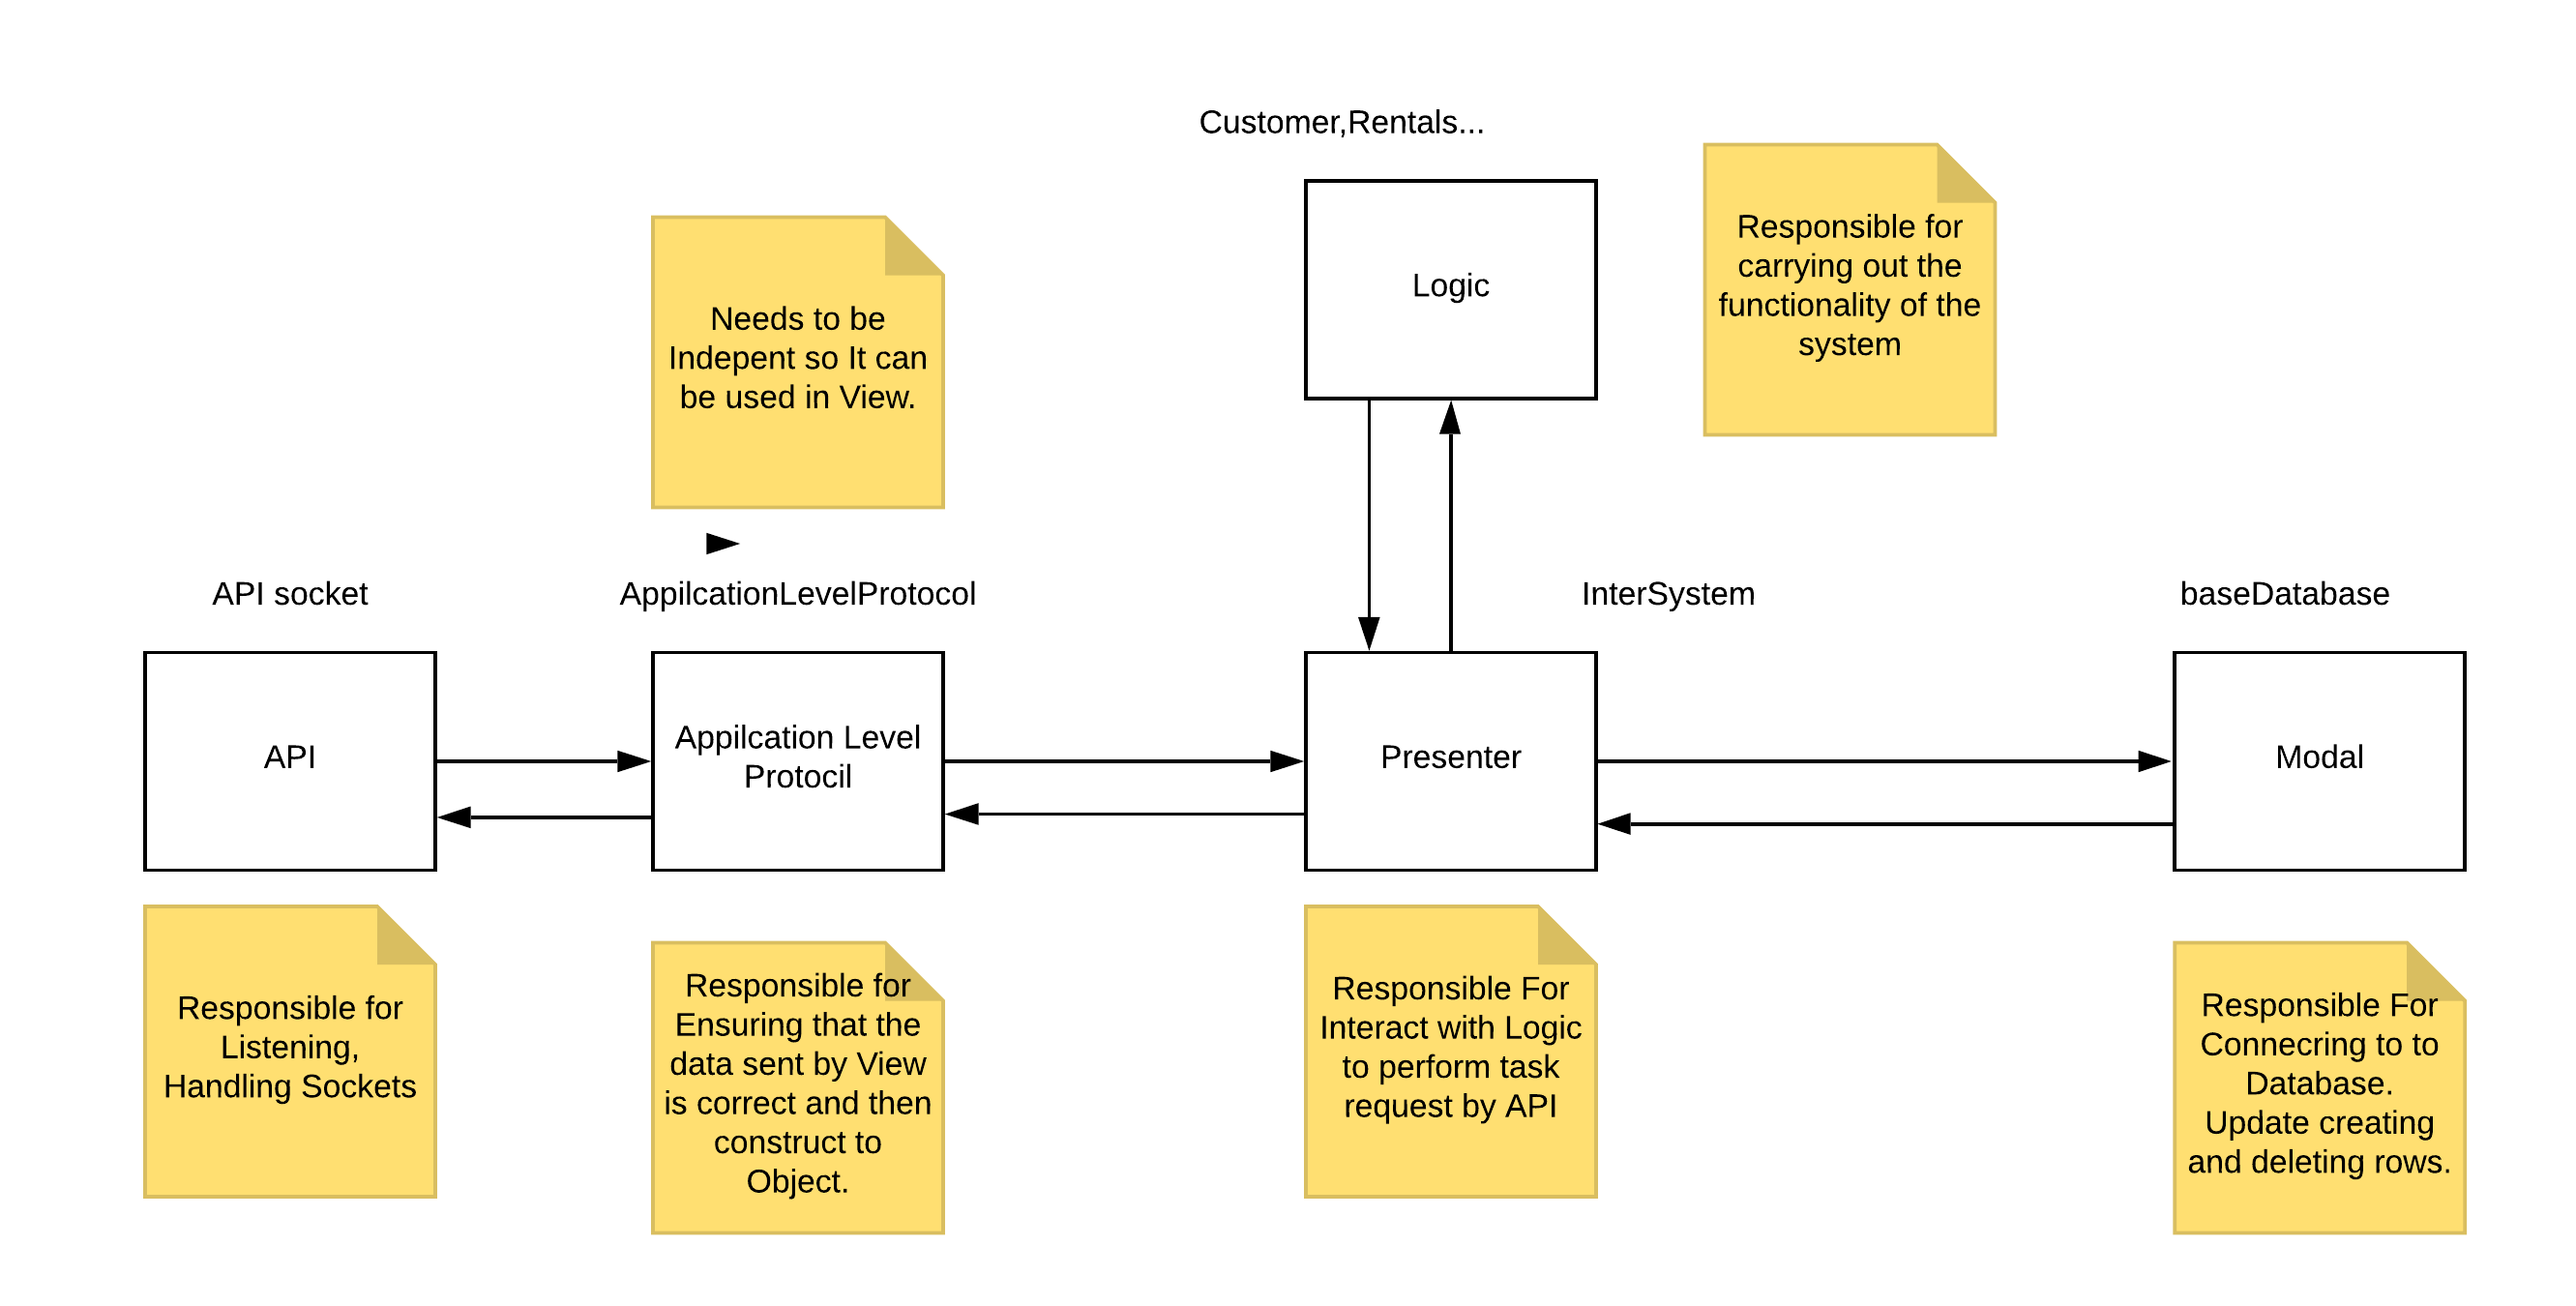 Customer,Rentals...
Logic
Responsible for
carrying out the
functionality of the
system
Needs to be
Indepent so It can
be used in View.
API socket
AppilcationLevelProtocol
InterSystem
baseDatabase
API
Appilcation Level
Protocil
Presenter
Modal
Responsible for
Listening,
Handling Sockets
Responsible for
Ensuring that the
data sent by View
is correct and then
construct to
Object.
Responsible For
Interact with Logic
to perform task
request by API
Responsible For
Connecring to to
Database.
Update creating
and deleting rows.